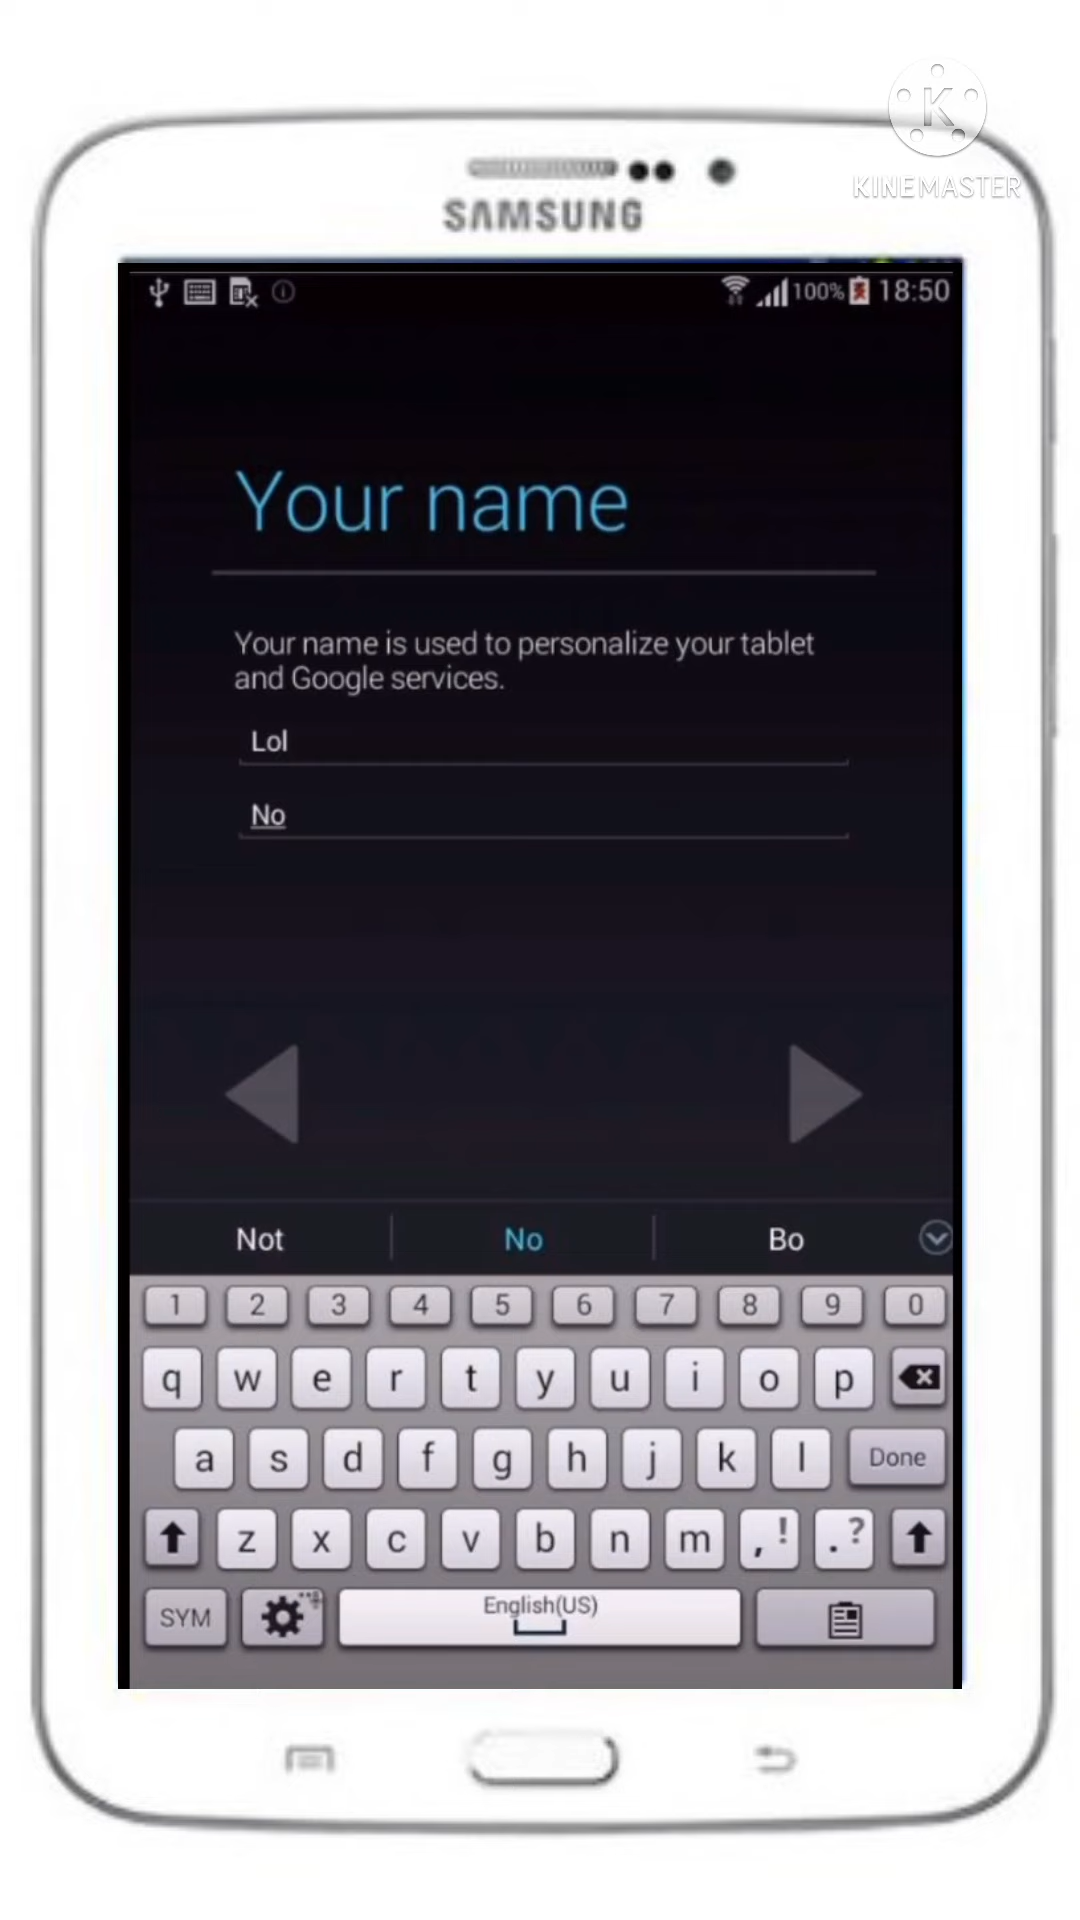 K
KINEMASTER
SAMSUNG
100% 18:50
Your name
Your name is used to personalize your tablet
and Google services.
Lol
No
Not No Bo
1 2 3 4 5 6 7 8 9 0
q w e r t y u i o p
a s d f g h j k l Done
z x c v b n m , ! . ?
SYM English(US)